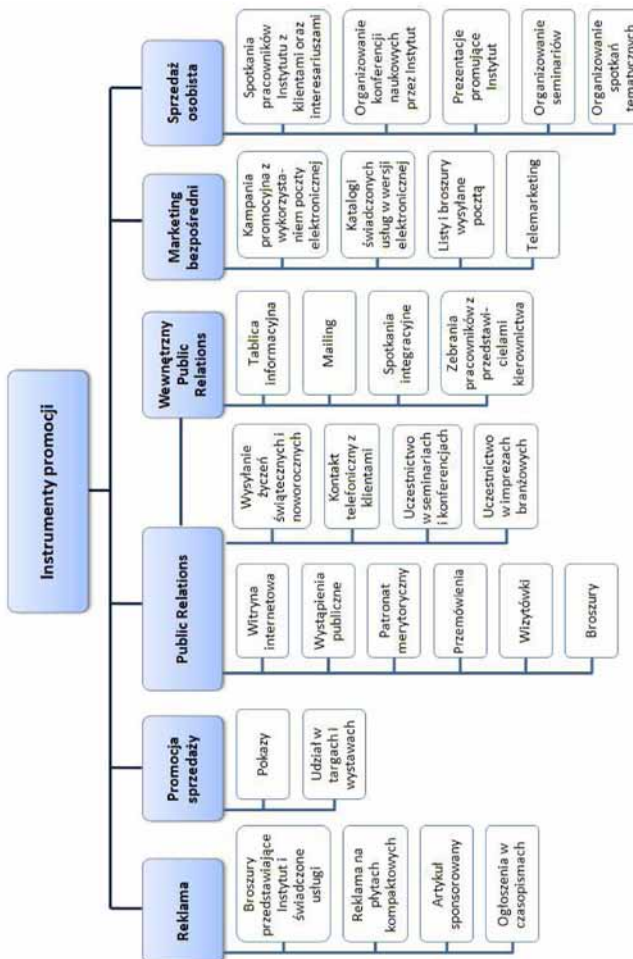 Instrumenty promocji
Reklama
Broszury
przedstawiające
Instytut i
świadczone
usługi
Reklama na
płytach
kompaktowych
Artykuł
sponsorowany
Ogłoszenia w
czasopismach
Promocja
sprzedaży
Pokazy
Udział w
targach i
wystawach
Public Relations
Witryna
internetowa
Wystąpienia
publiczne
Patronat
merytoryczny
Przemówienia
Wizytówki
Broszury
Wysyłanie
życzeń
świątecznych i
noworocznych
Kontakt
telefoniczny z
klientami
Uczestnictwo
w seminariach
i konferencjach
Uczestnictwo
w imprezach
branżowych
Wewnętrzny
Public
Relations
Tablica
informacyjna
Mailing
Spotkania
integracyjne
Zebrania
pracowników z
przedstawi-
cielami
kierownictwa
Marketing
bezpośredni
Kampania
promocyjna z
wykorzysta-
niem poczty
elektronicznej
Katalogi
świadczonych
usług w wersji
elektronicznej
Listy i broszury
wysyłane
pocztą
Telemarketing
Sprzedaż
osobista
Spotkania
pracowników
Instytutu z
klientami oraz
interesariuszami
Organizowanie
konferencji
naukowych
przez Instytut
Prezentacje
promujące
Instytut
Organizowanie
seminariów
Organizowanie
spotkań
tematycznych